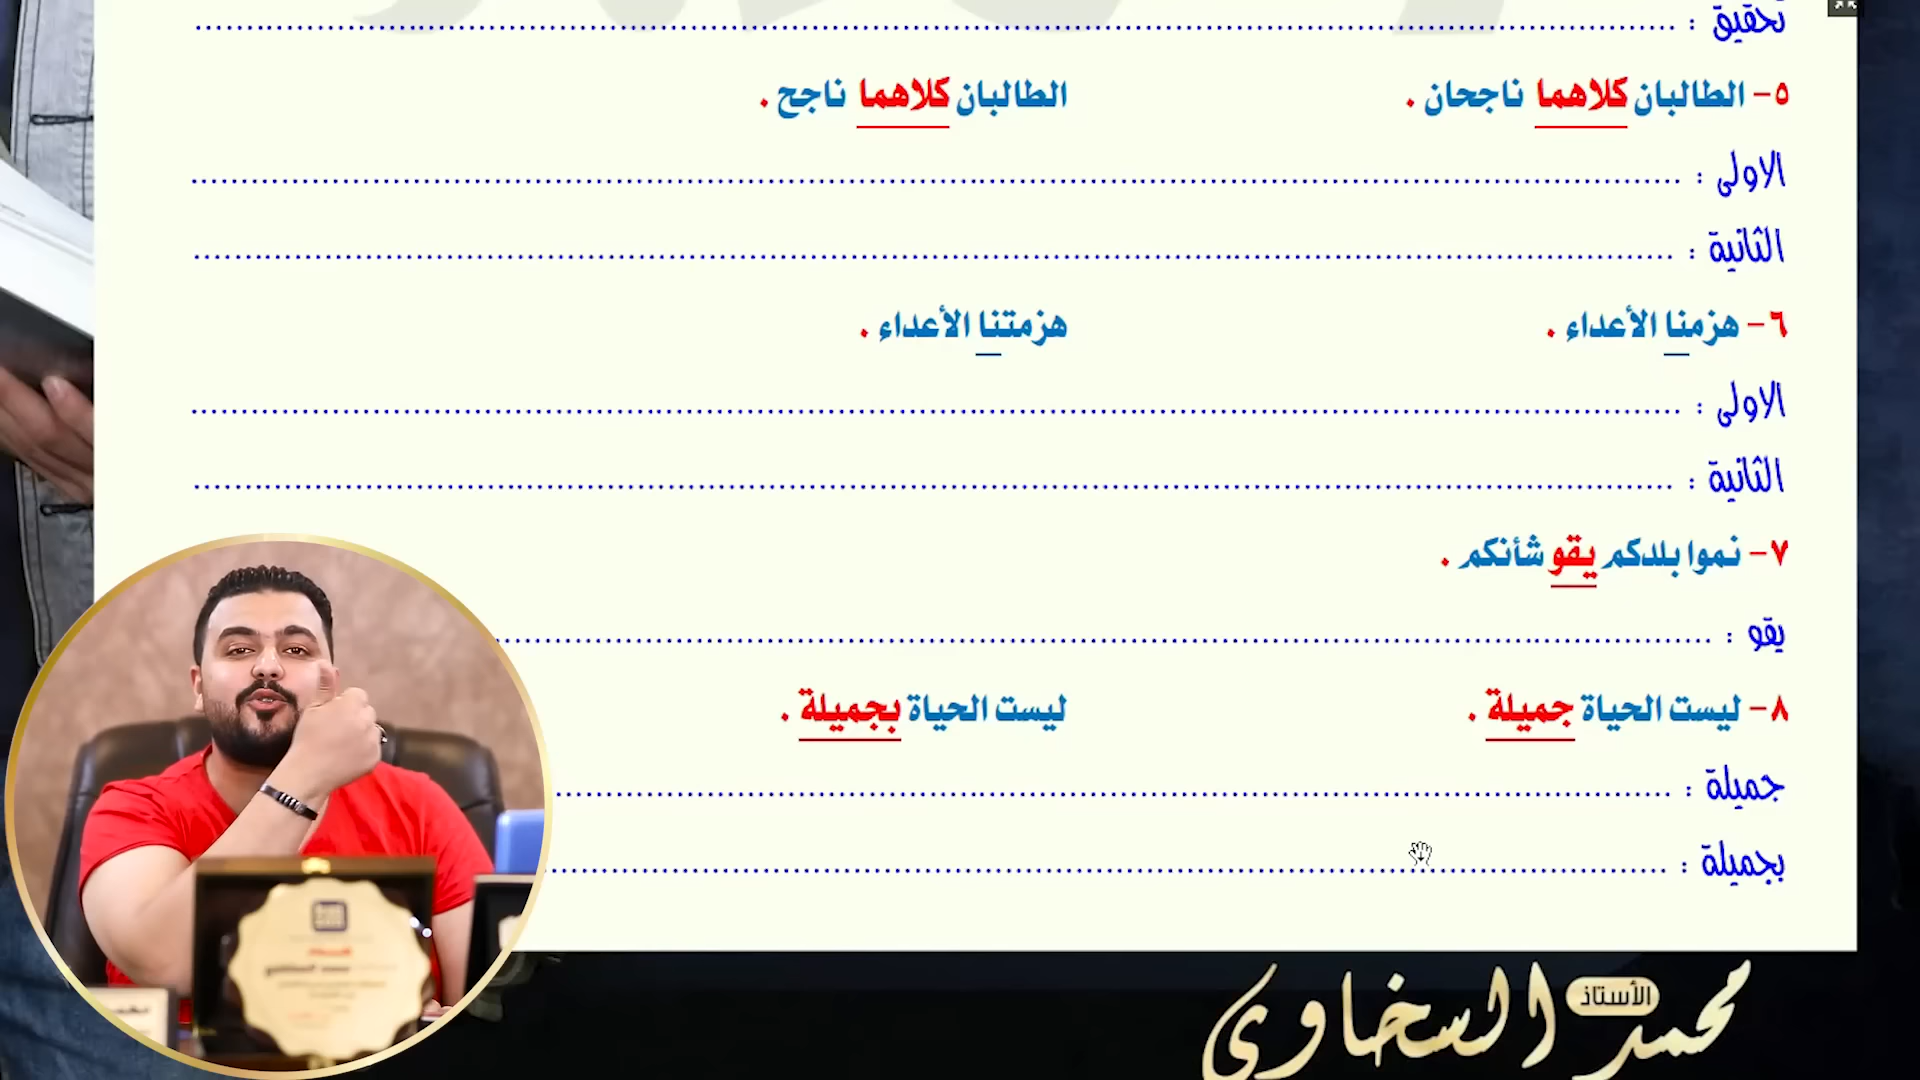 تحقيق : ........................................
٥- الطالبان كلاهما ناجحان . الطالبان كلاهما ناجح .
الاولى : ........................................
الثانية : ........................................
٦- هزمنا الأعداء . هزمتنا الأعداء .
الاولى : ........................................
الثانية : ........................................
٧- نموا بلدكم يقو شأنكم .
يقو : ........................................
٨- ليست الحياة جميلة . ليست الحياة بجميلة .
جميلة : ........................................
بجميلة : ........................................
الأستاذ
محمد السخاوي